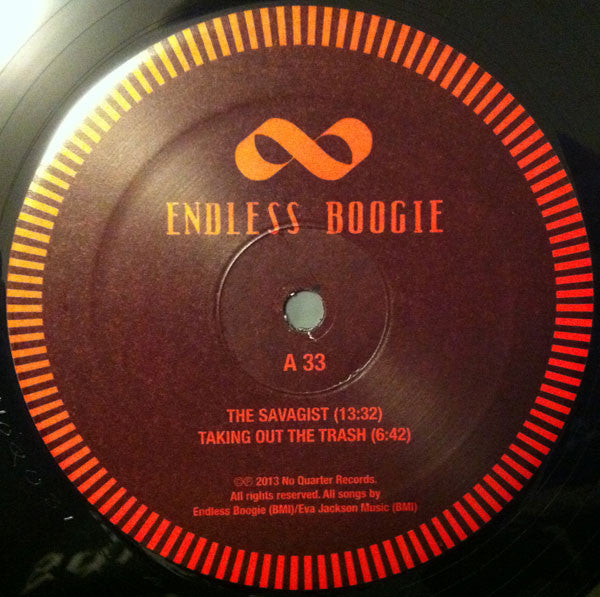 ENDLESS BOOGIE
A 33
THE SAVAGIST (13:32)
TAKING OUT THE TRASH (6:42)
©℗ 2013 No Quarter Records.
All rights reserved. All songs by
Endless Boogie (BMI)/Eva Jackson Music (BMI)